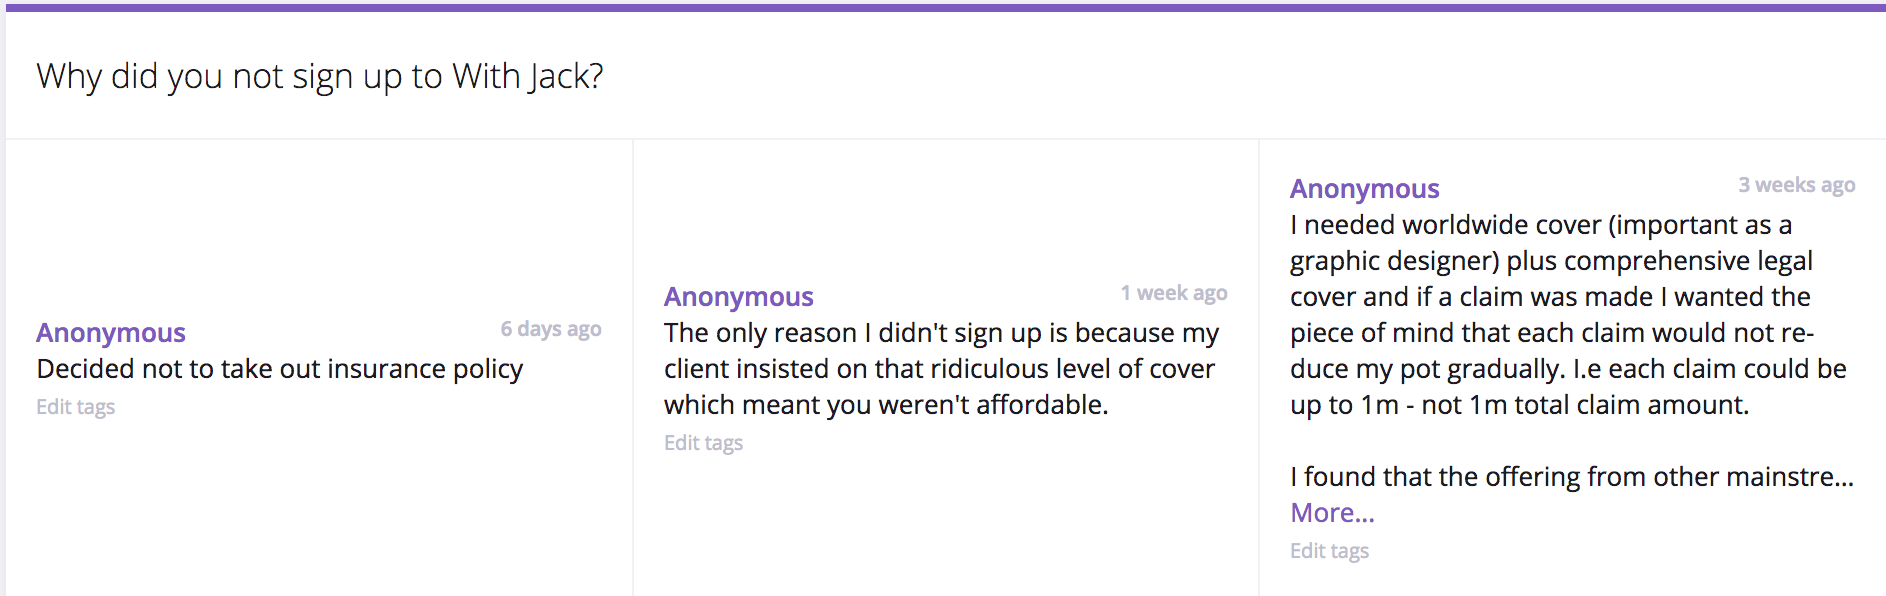 Why did you not sign up to With Jack?
Anonymous
6 days ago
Decided not to take out insurance policy
Edit tags
Anonymous
1 week ago
The only reason I didn't sign up is because my
client insisted on that ridiculous level of cover
which meant you weren't affordable.
Edit tags
Anonymous
3 weeks ago
I needed worldwide cover (important as a
graphic designer) plus comprehensive legal
cover and if a claim was made I wanted the
piece of mind that each claim would not re-
duce my pot gradually. I.e each claim could be
up to 1m - not 1m total claim amount.
I found that the offering from other mainstre...
More...
Edit tags